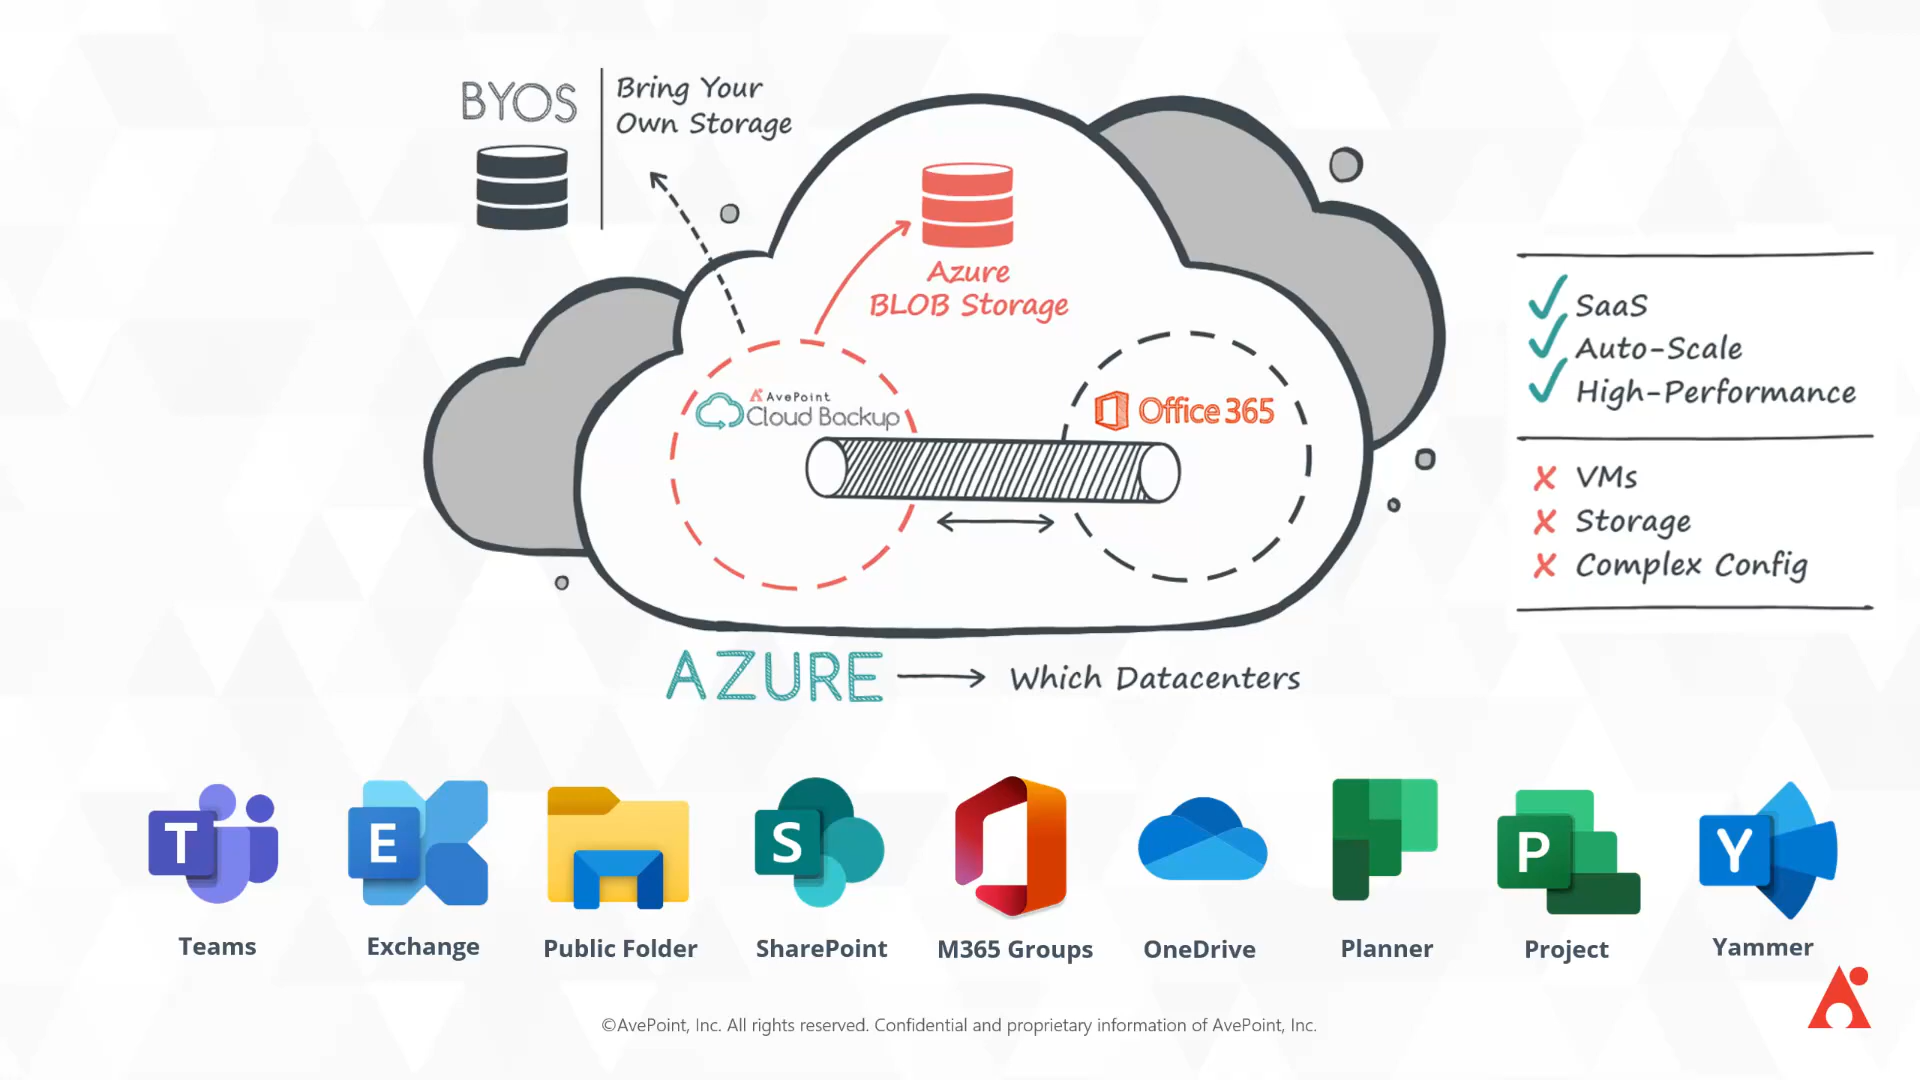 BYOS
Bring Your
Own Storage
Azure
BLOB Storage
AvePoint
Cloud Backup
Office 365
SaaS
Auto-Scale
High-Performance
VMs
Storage
Complex Config
AZURE
Which Datacenters
T
E
S
P
Y
Teams
Exchange
Public Folder
SharePoint
M365 Groups
OneDrive
Planner
Project
Yammer
©AvePoint, Inc. All rights reserved. Confidential and proprietary information of AvePoint, Inc.